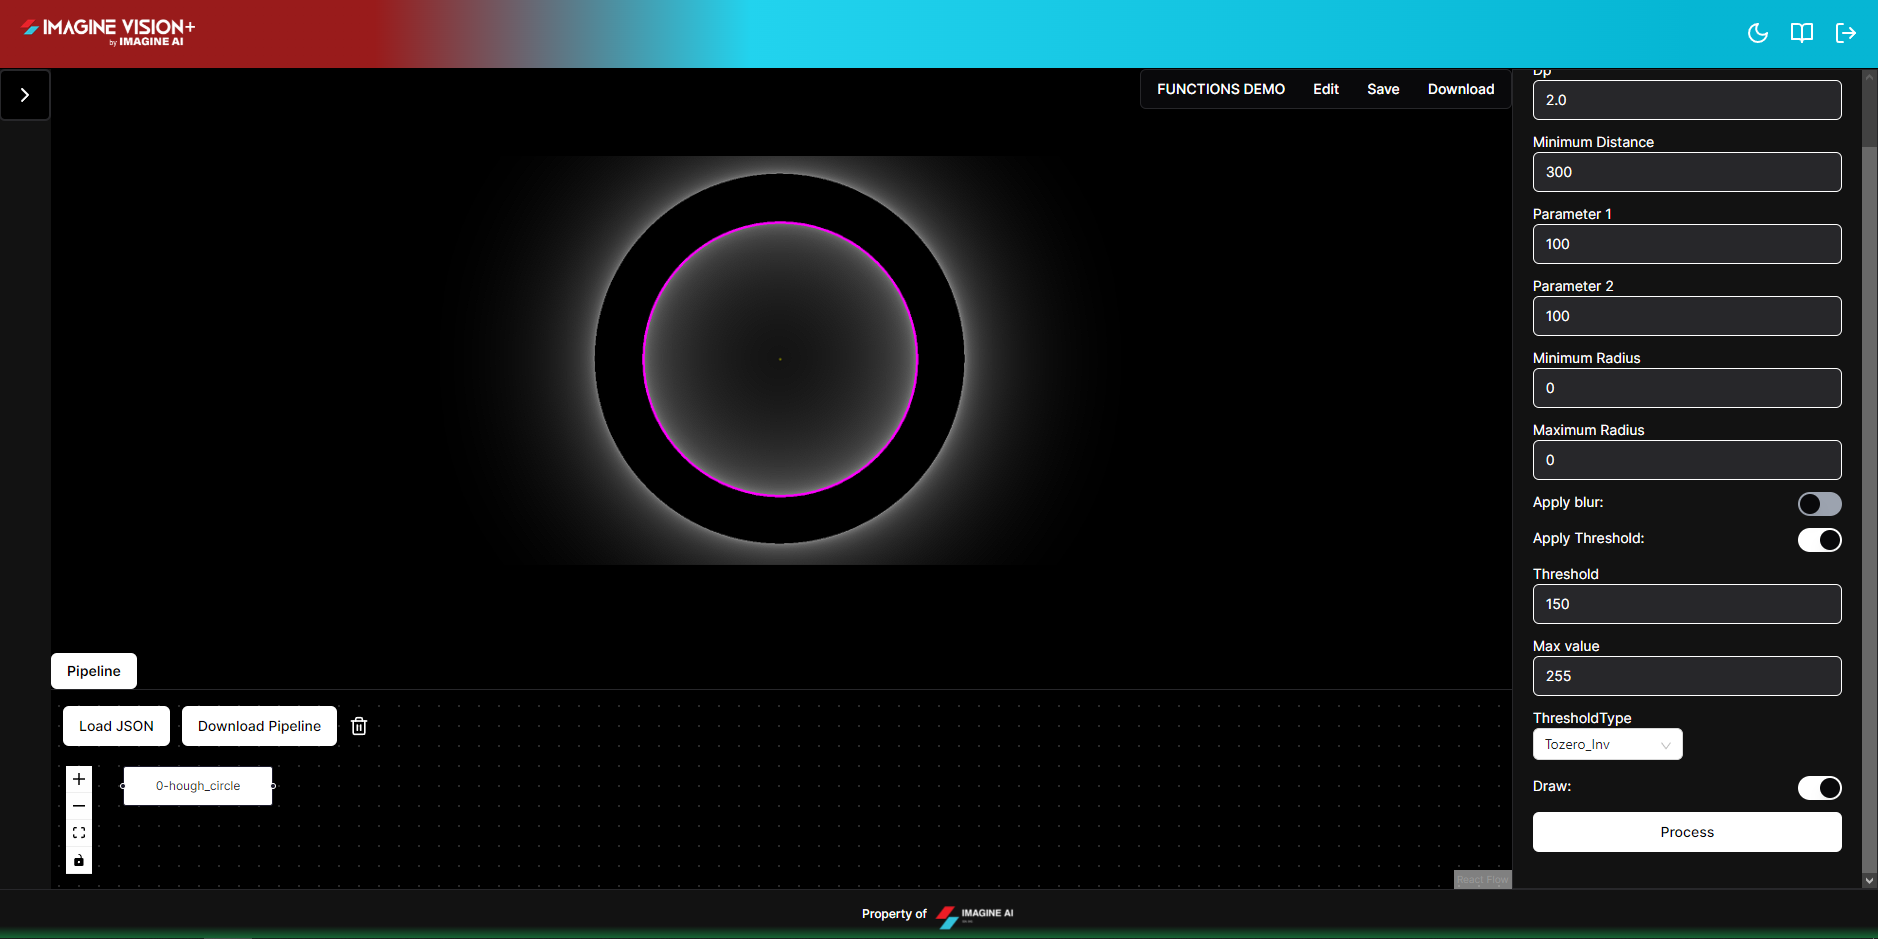 IMAGINE VISION+
by IMAGINE AI
FUNCTIONS DEMO Edit Save Download
Dp
2.0
Minimum Distance
300
Parameter 1
100
Parameter 2
100
Minimum Radius
0
Maximum Radius
0
Apply blur:
Apply Threshold:
Threshold
150
Max value
255
ThresholdType
Tozero_Inv
Draw:
Process
Pipeline
Load JSON Download Pipeline
0-hough_circle
React Flow
Property of IMAGINE AI